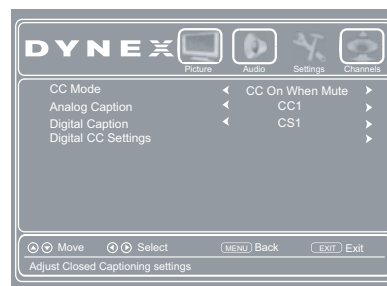 DYNEX
Picture Audio Settings Channels
CC Mode CC On When Mute
Analog Caption CC1
Digital Caption CS1
Digital CC Settings
Move Select MENU Back EXIT Exit
Adjust Closed Captioning settings